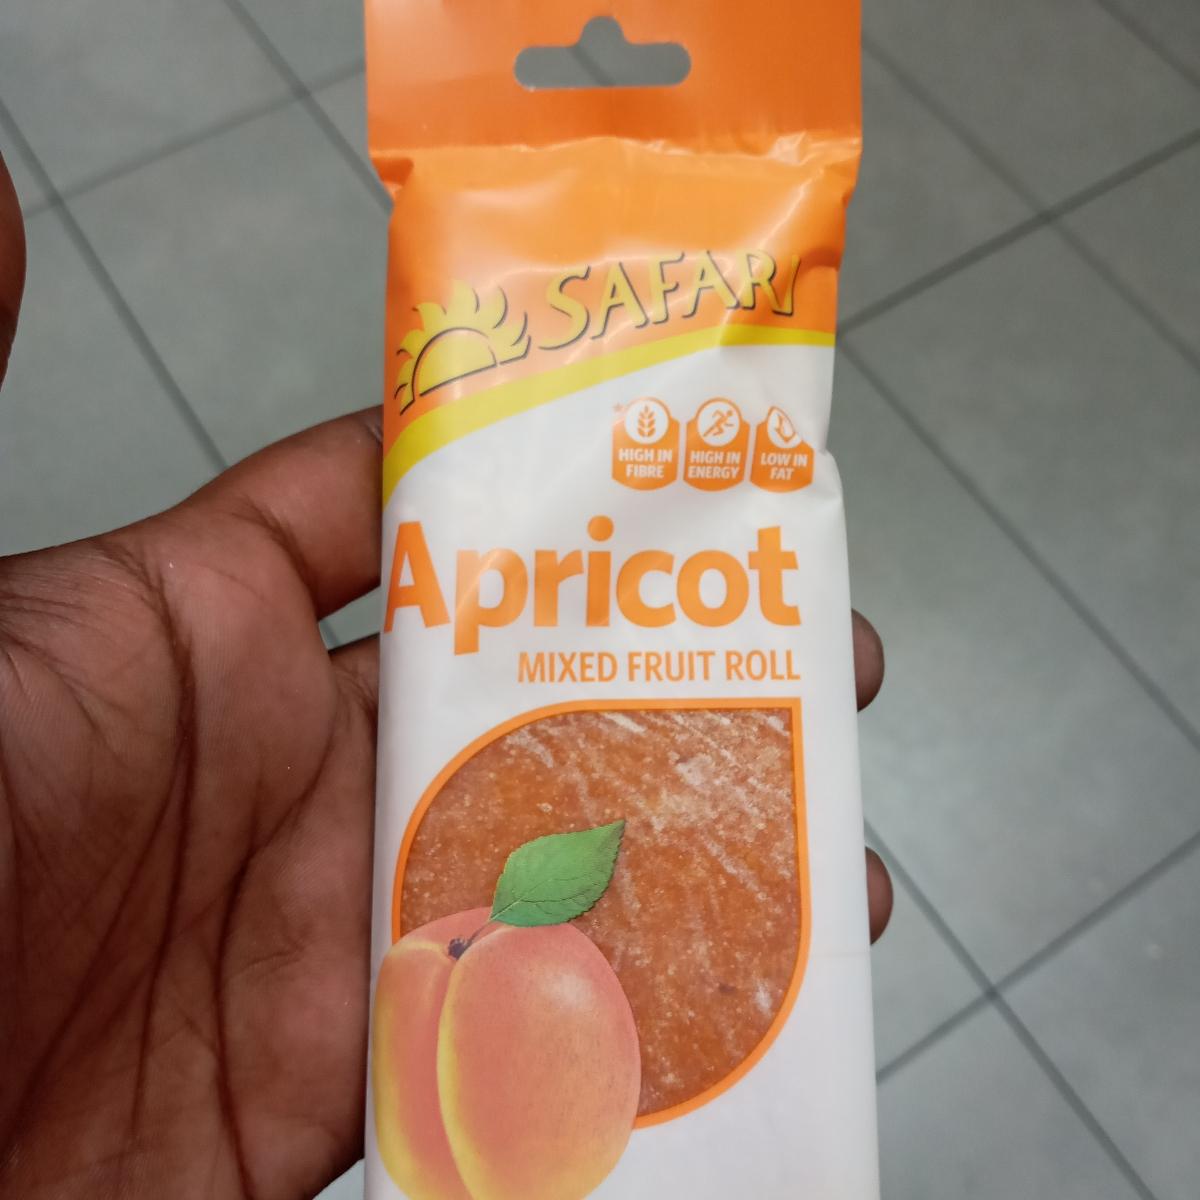 SAFARI
*HIGH IN
FIBRE
HIGH IN
ENERGY
LOW IN
FAT
Apricot
MIXED FRUIT ROLL